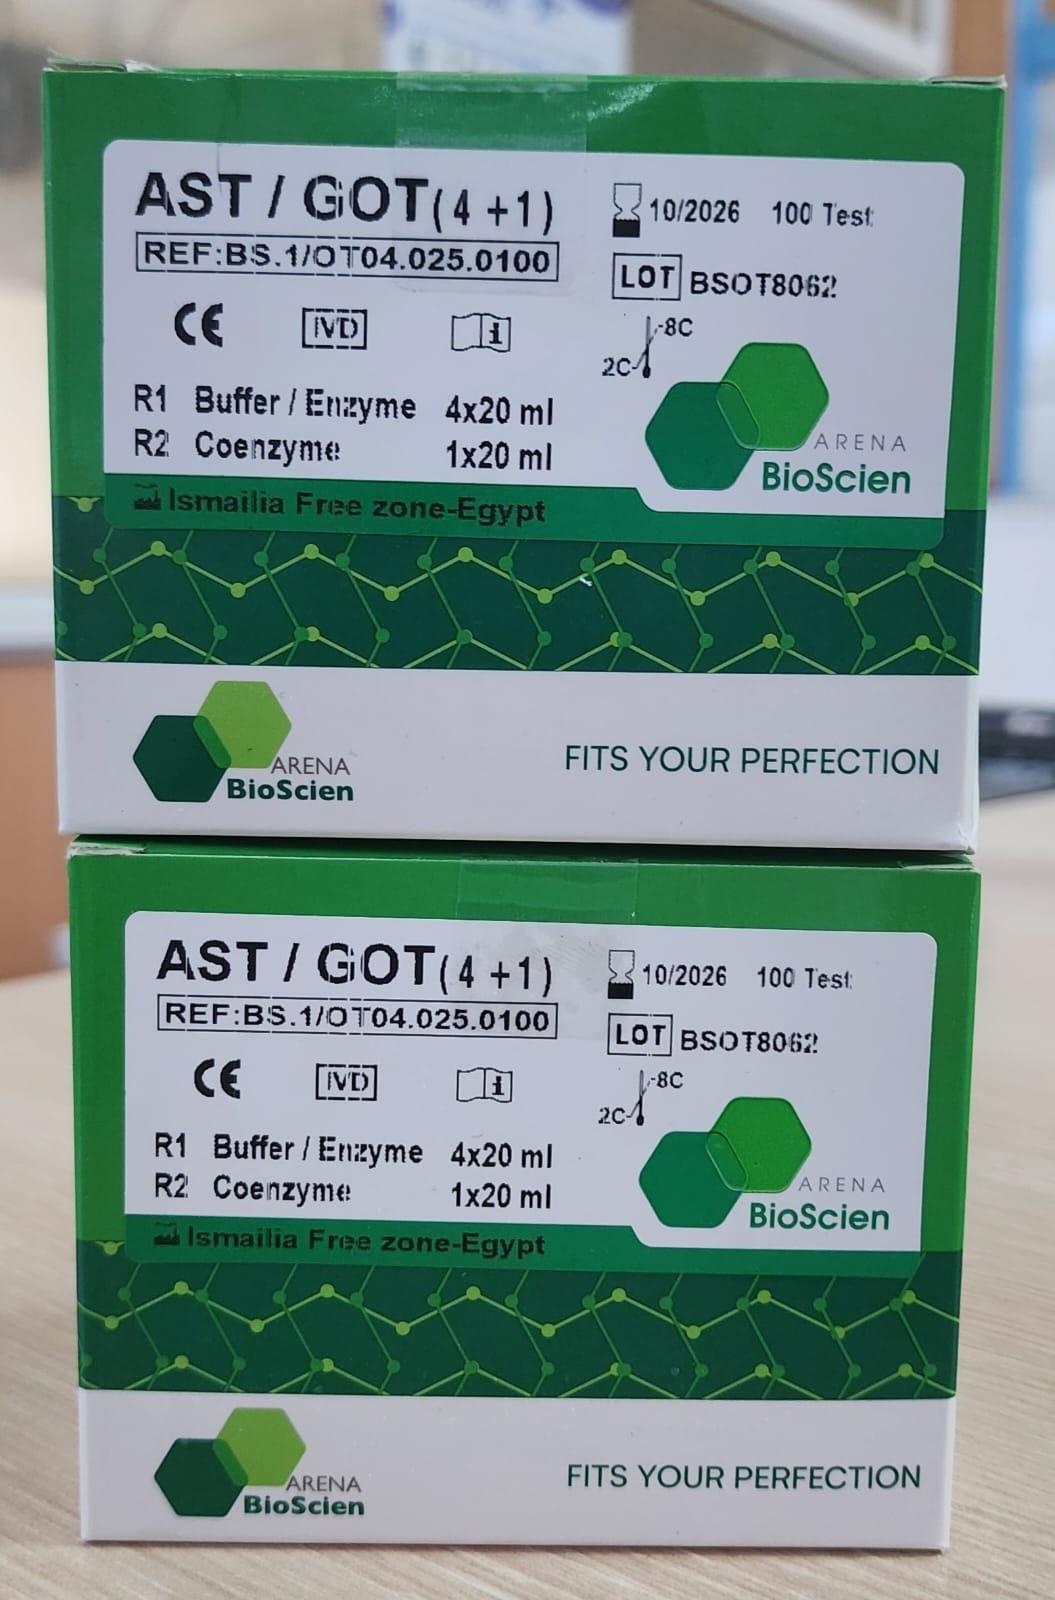 AST / GOT (4 +1)
10/2026 100 Test
REF:BS.1/OT04.025.0100
LOT BSOT8062
CE IVD i
-8C
2C-
R1 Buffer / Enzyme 4x20 ml
R2 Coenzyme 1x20 ml
ARENA
BioScien
Ismailia Free zone-Egypt
ARENA
BioScien
FITS YOUR PERFECTION
AST / GOT (4 +1)
10/2026 100 Test
REF:BS.1/OT04.025.0100
LOT BSOT8062
CE IVD i
-8C
2C-
R1 Buffer / Enzyme 4x20 ml
R2 Coenzyme 1x20 ml
ARENA
BioScien
Ismailia Free zone-Egypt
ARENA
BioScien
FITS YOUR PERFECTION